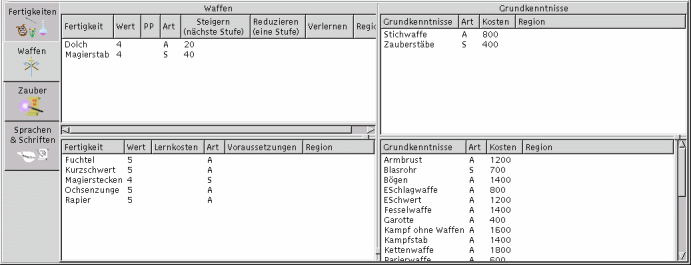 Fertigkeiten
Waffen
Zauber
Sprachen
& Schriften
Waffen
Fertigkeit Wert PP Art Steigern (nächste Stufe) Reduzieren (eine Stufe) Verlernen Regio
Dolch 4 A 20
Magierstab 4 S 40
Grundkenntnisse
Grundkenntnisse Art Kosten Region
Stichwaffe A 800
Zauberstäbe S 400
Fertigkeit Wert Lernkosten Art Voraussetzungen Region
Fuchtel 5 A
Kurzschwert 5 A
Magierstecken 4 S
Ochsenzunge 5 A
Rapier 5 A
Grundkenntnisse Art Kosten Region
Armbrust A 1200
Blasrohr S 700
Bögen A 1400
ESchlagwaffe A 800
ESchwert A 1200
Fesselwaffe A 1400
Garotte A 400
Kampf ohne Waffen A 1600
Kampfstab A 1400
Kettenwaffe A 1800
Parierwaffe A 600